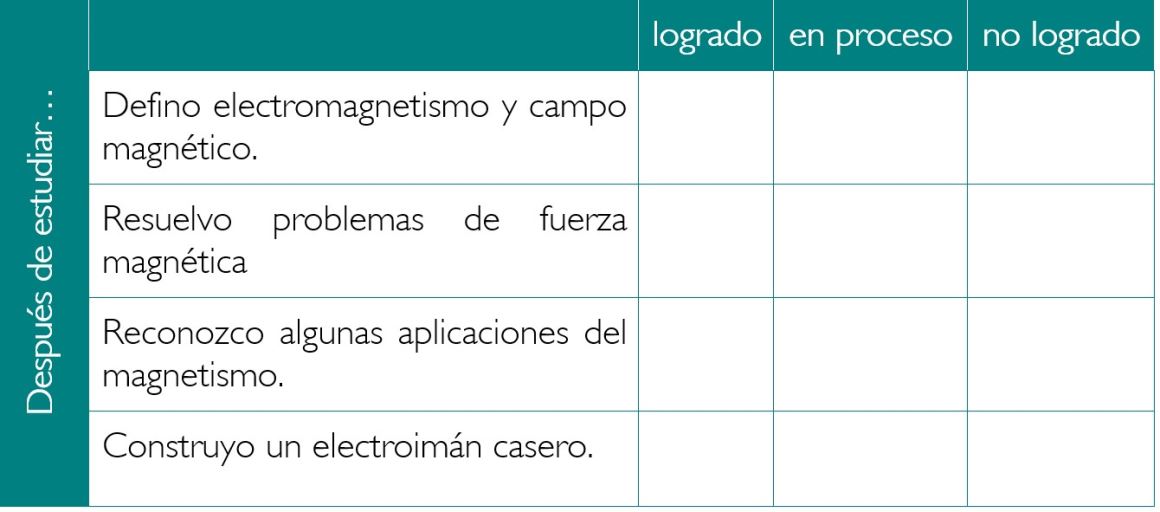 logrado en proceso no logrado
Después de estudiar…
Defino electromagnetismo y campo
magnético.
Resuelvo problemas de fuerza
magnética
Reconozco algunas aplicaciones del
magnetismo.
Construyo un electroimán casero.